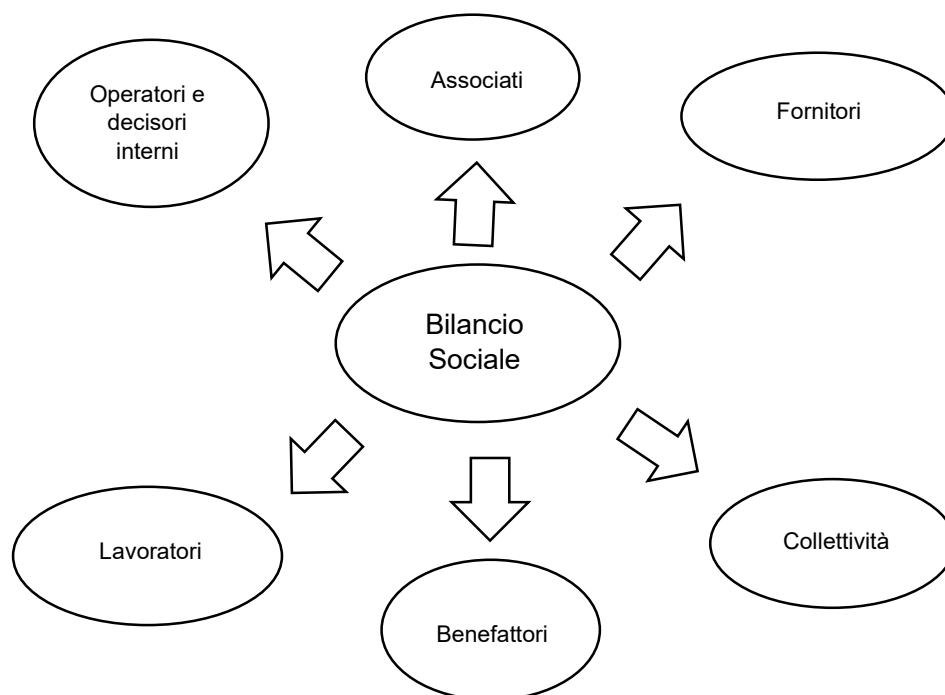 Operatori e
decisori
interni
Associati
Fornitori
Bilancio
Sociale
Lavoratori
Benefattori
Collettività